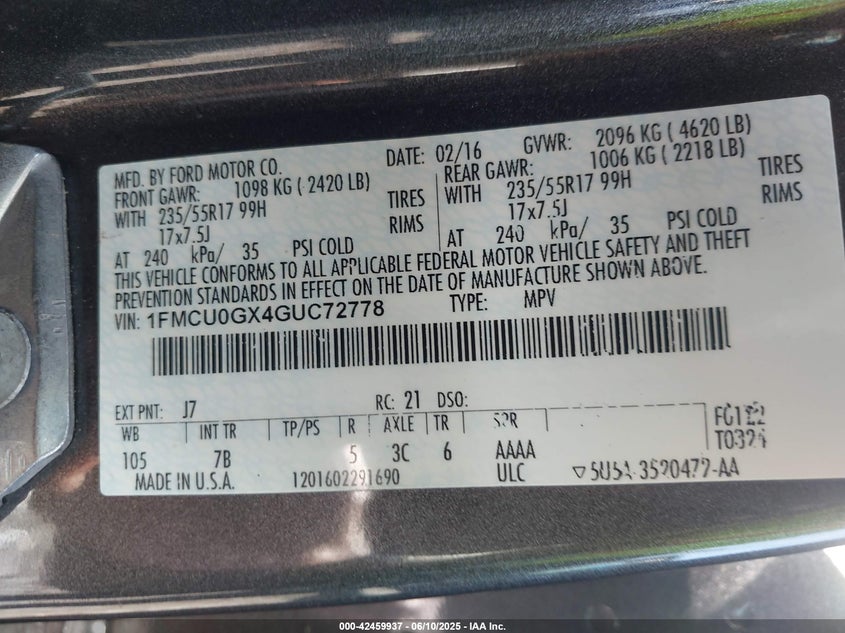 MFD. BY FORD MOTOR CO.
DATE: 02/16 GVWR: 2096 KG ( 4620 LB)
FRONT GAWR: 1098 KG ( 2420 LB)
REAR GAWR: 1006 KG ( 2218 LB)
WITH 235/55R17 99H TIRES
WITH 235/55R17 99H TIRES
17x7.5J RIMS
17x7.5J RIMS
AT 240 kPa/ 35 PSI COLD
AT 240 kPa/ 35 PSI COLD
THIS VEHICLE CONFORMS TO ALL APPLICABLE FEDERAL MOTOR VEHICLE SAFETY AND THEFT
PREVENTION STANDARDS IN EFFECT ON THE DATE OF MANUFACTURE SHOWN ABOVE.
VIN: 1FMCU0GX4GUC72778 TYPE: MPV
EXT PNT: J7 RC: 21 DSO:
WB INT TR TP/PS R AXLE TR SPR
105 7B 5 3C 6 AAAA
MADE IN U.S.A. 1201602291690 ULC
000-42459937 - 06/10/2025 - IAA Inc.